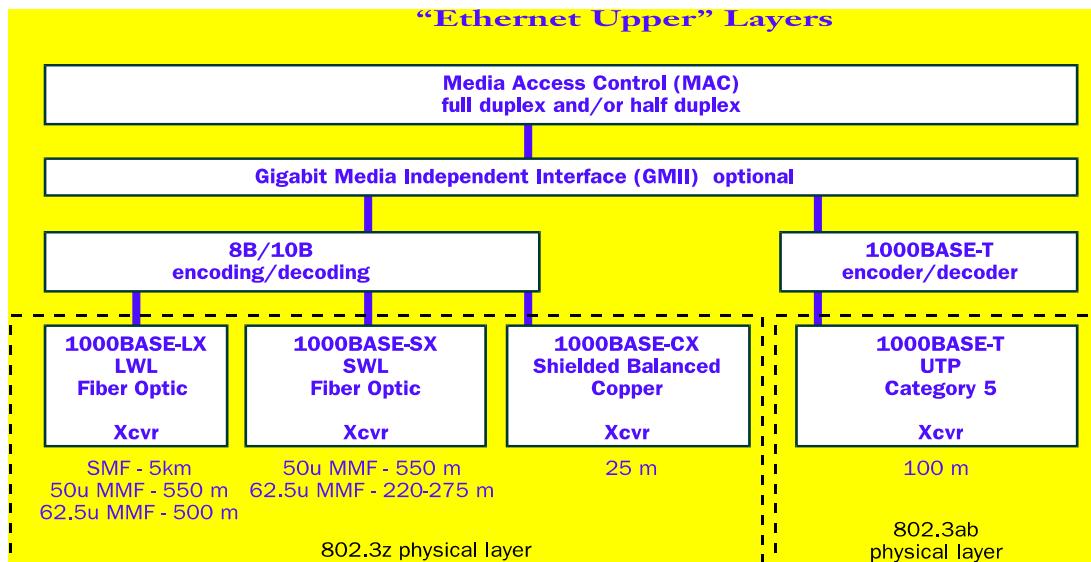 “Ethernet Upper” Layers
Media Access Control (MAC)
full duplex and/or half duplex
Gigabit Media Independent Interface (GMII) optional
8B/10B
encoding/decoding
1000BASE-T
encoder/decoder
1000BASE-LX
LWL
Fiber Optic
Xcvr
1000BASE-SX
SWL
Fiber Optic
Xcvr
1000BASE-CX
Shielded Balanced
Copper
Xcvr
1000BASE-T
UTP
Category 5
Xcvr
SMF - 5km
50u MMF - 550 m
62.5u MMF - 500 m
50u MMF - 550 m
62.5u MMF - 220-275 m
25 m
100 m
802.3z physical layer
802.3ab
physical layer